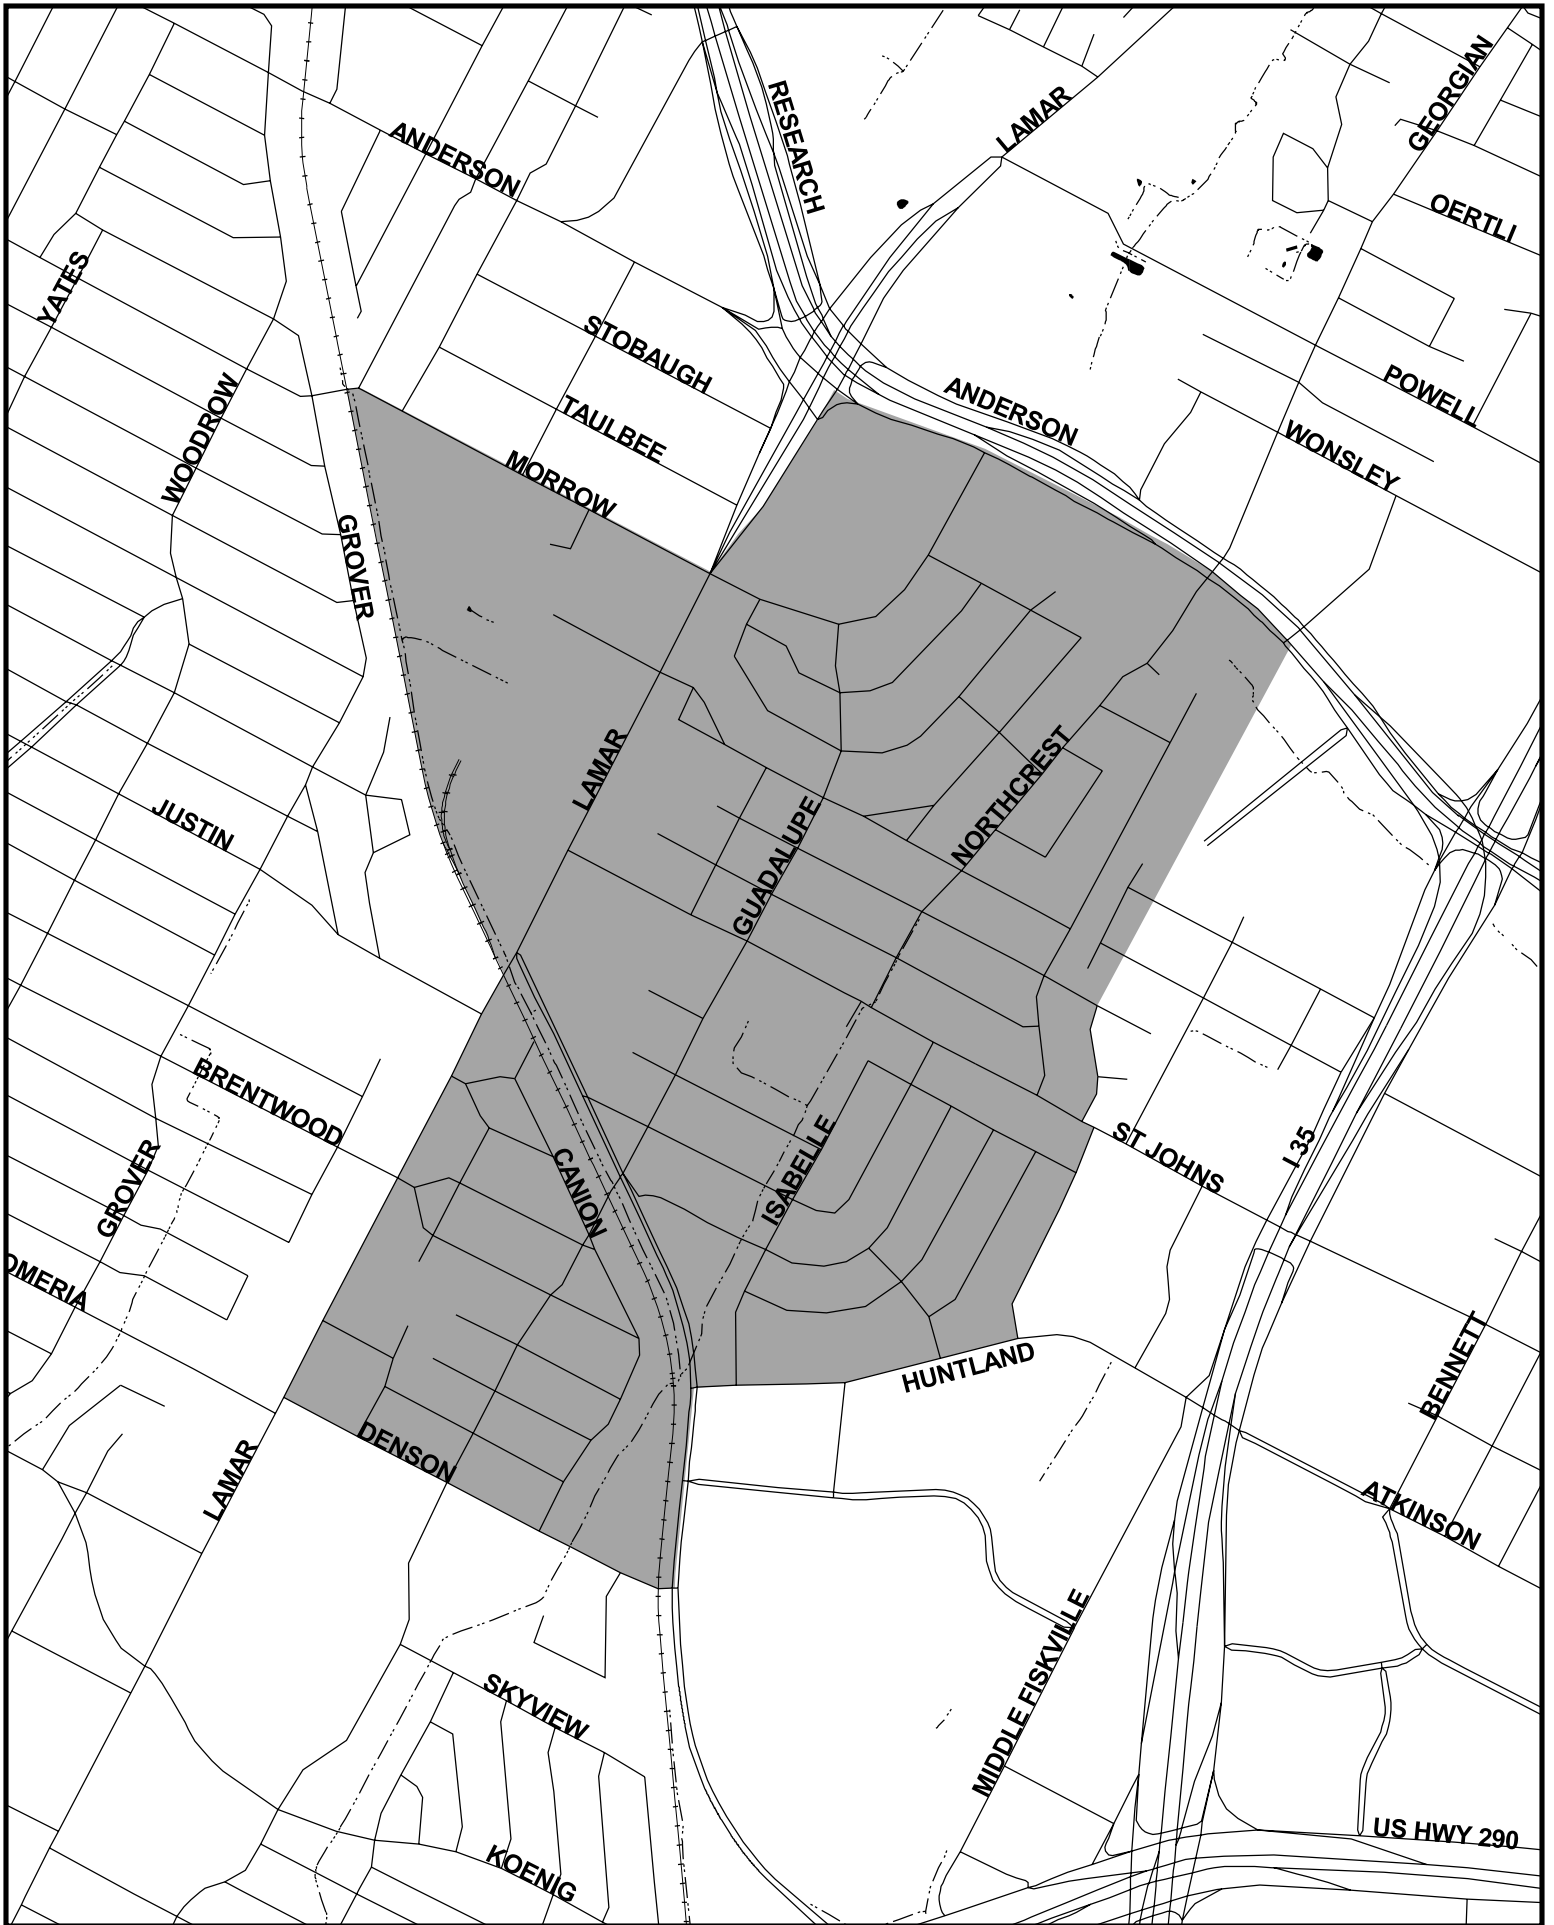 GEORGIAN
RESEARCH
LAMAR
ANDERSON
OERTLI
YATES
STOBAUGH
POWELL
ANDERSON
TAULBEE
WOODROW
WONSLEY
MORROW
GROVER
LAMAR
NORTHCREST
JUSTIN
GUADALUPE
BRENTWOOD
ST JOHNS
I 35
ISABELLE
CANION
GROVER
OMERIA
HUNTLAND
BENNETT
DENSON
LAMAR
ATKINSON
MIDDLE FISKVILLE
SKYVIEW
US HWY 290
KOENIG